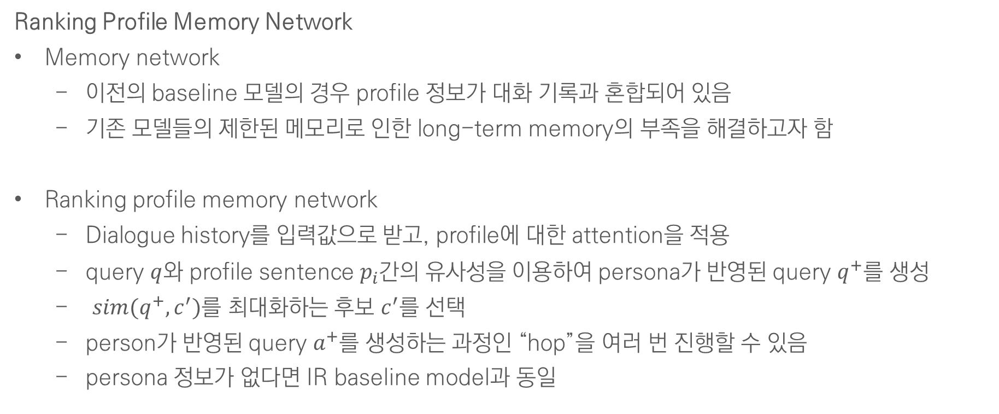 Ranking Profile Memory Network
• Memory network
– 이전의 baseline 모델의 경우 profile 정보가 대화 기록과 혼합되어 있음
– 기존 모델들의 제한된 메모리로 인한 long-term memory의 부족을 해결하고자 함
• Ranking profile memory network
– Dialogue history를 입력값으로 받고, profile에 대한 attention을 적용
– query q와 profile sentence pᵢ간의 유사성을 이용하여 persona가 반영된 query q⁺를 생성
– sim(q⁺, c′)를 최대화하는 후보 c′를 선택
– person가 반영된 query a⁺를 생성하는 과정인 “hop”을 여러 번 진행할 수 있음
– persona 정보가 없다면 IR baseline model과 동일